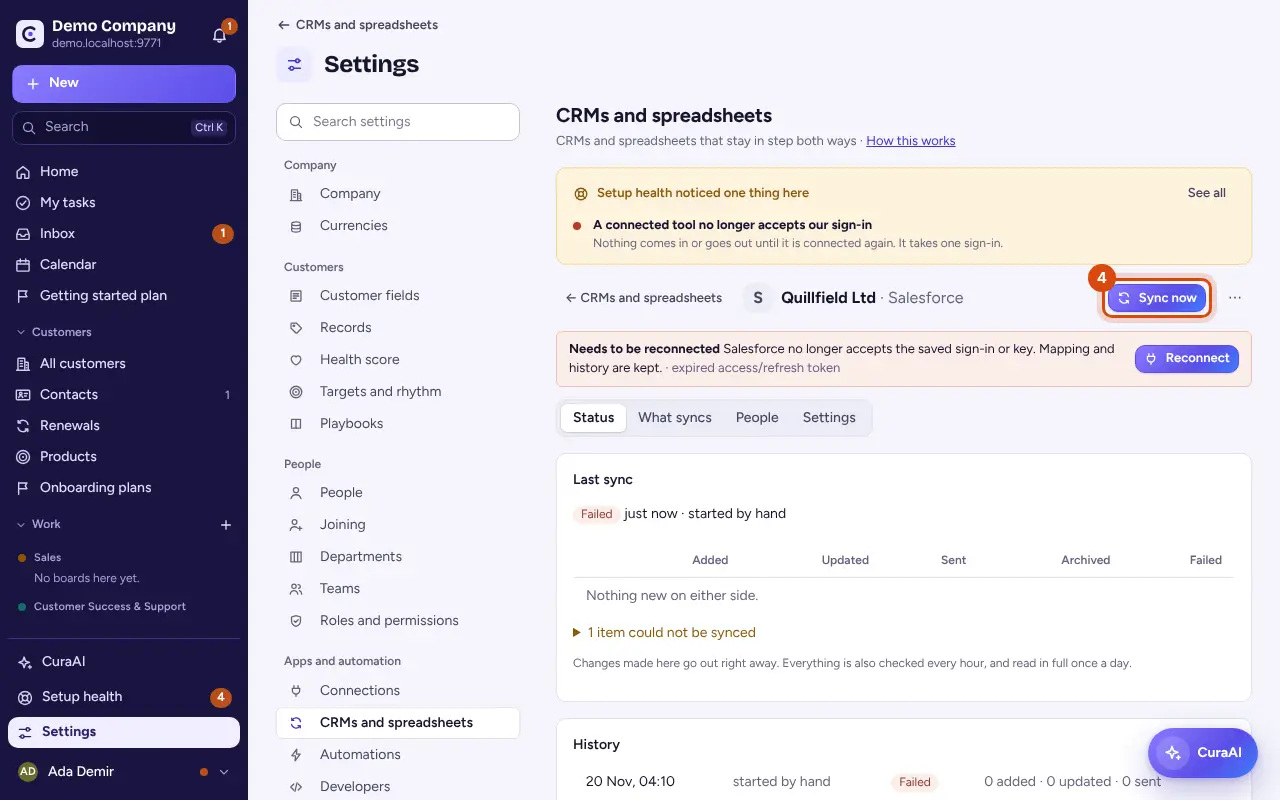 Demo Company
demo.localhost:9771
1
New
Search
Ctrl K
Home
My tasks
Inbox
1
Calendar
Getting started plan
Customers
All customers
Contacts
1
Renewals
Products
Onboarding plans
Work
Sales
No boards here yet.
Customer Success & Support
CuraAI
Setup health
4
Settings
AD
Ada Demir
← CRMs and spreadsheets
Settings
Search settings
Company
Company
Currencies
Customers
Customer fields
Records
Health score
Targets and rhythm
Playbooks
People
People
Joining
Departments
Teams
Roles and permissions
Apps and automation
Connections
CRMs and spreadsheets
Automations
Developers
CRMs and spreadsheets
CRMs and spreadsheets that stay in step both ways · How this works
Setup health noticed one thing here
See all
A connected tool no longer accepts our sign-in
Nothing comes in or goes out until it is connected again. It takes one sign-in.
← CRMs and spreadsheets
S
Quillfield Ltd · Salesforce
4
Sync now
···
Needs to be reconnected Salesforce no longer accepts the saved sign-in or key. Mapping and
history are kept. · expired access/refresh token
Reconnect
Status
What syncs
People
Settings
Last sync
Failed just now · started by hand
Added
Updated
Sent
Archived
Failed
Nothing new on either side.
1 item could not be synced
Changes made here go out right away. Everything is also checked every hour, and read in full once a day.
History
20 Nov, 04:10
started by hand
Failed
0 added · 0 updated · 0 sent
CuraAI